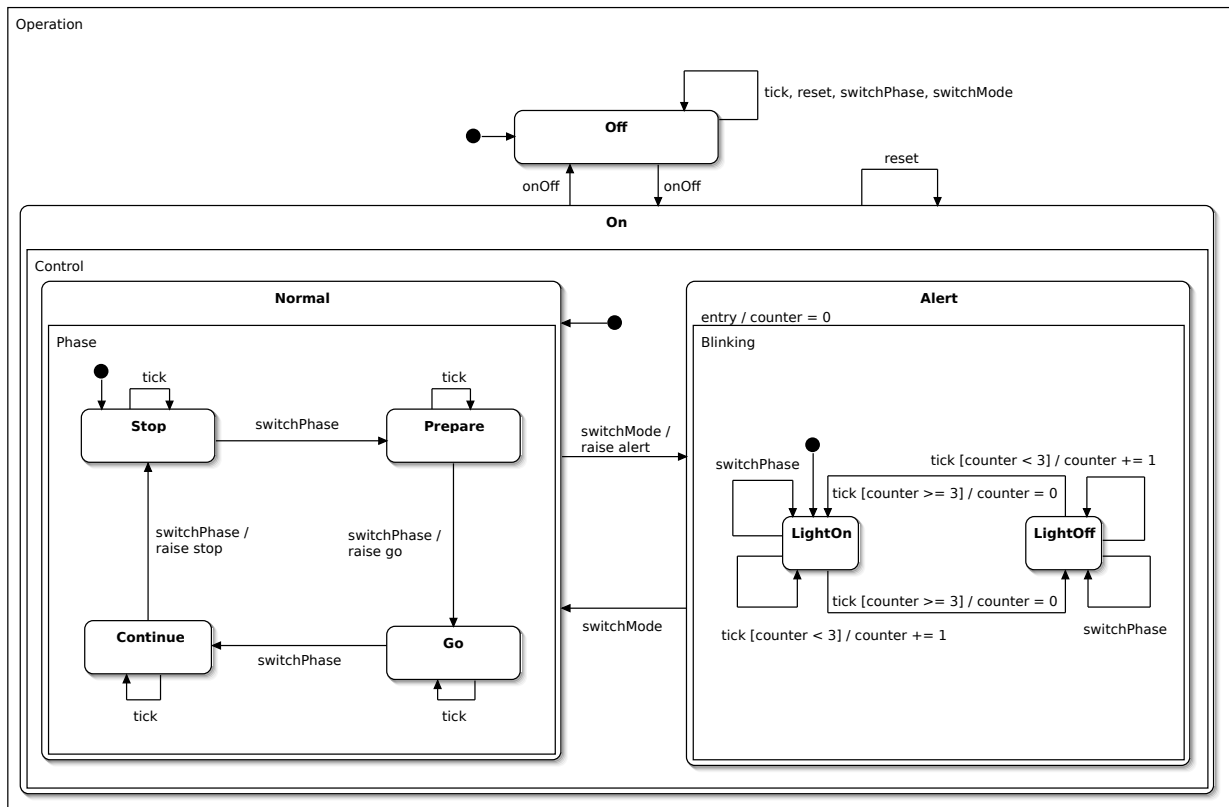 Operation
tick, reset, switchPhase, switchMode
Off
onOff
onOff
reset
On
Control
Normal
Alert
entry / counter = 0
Phase
Blinking
tick
tick
Stop
switchPhase
Prepare
switchMode /
raise alert
switchPhase
tick [counter < 3] / counter += 1
tick [counter >= 3] / counter = 0
LightOn
LightOff
switchPhase /
raise stop
switchPhase /
raise go
tick [counter >= 3] / counter = 0
switchMode
switchPhase
tick [counter < 3] / counter += 1
Continue
switchPhase
Go
tick
tick